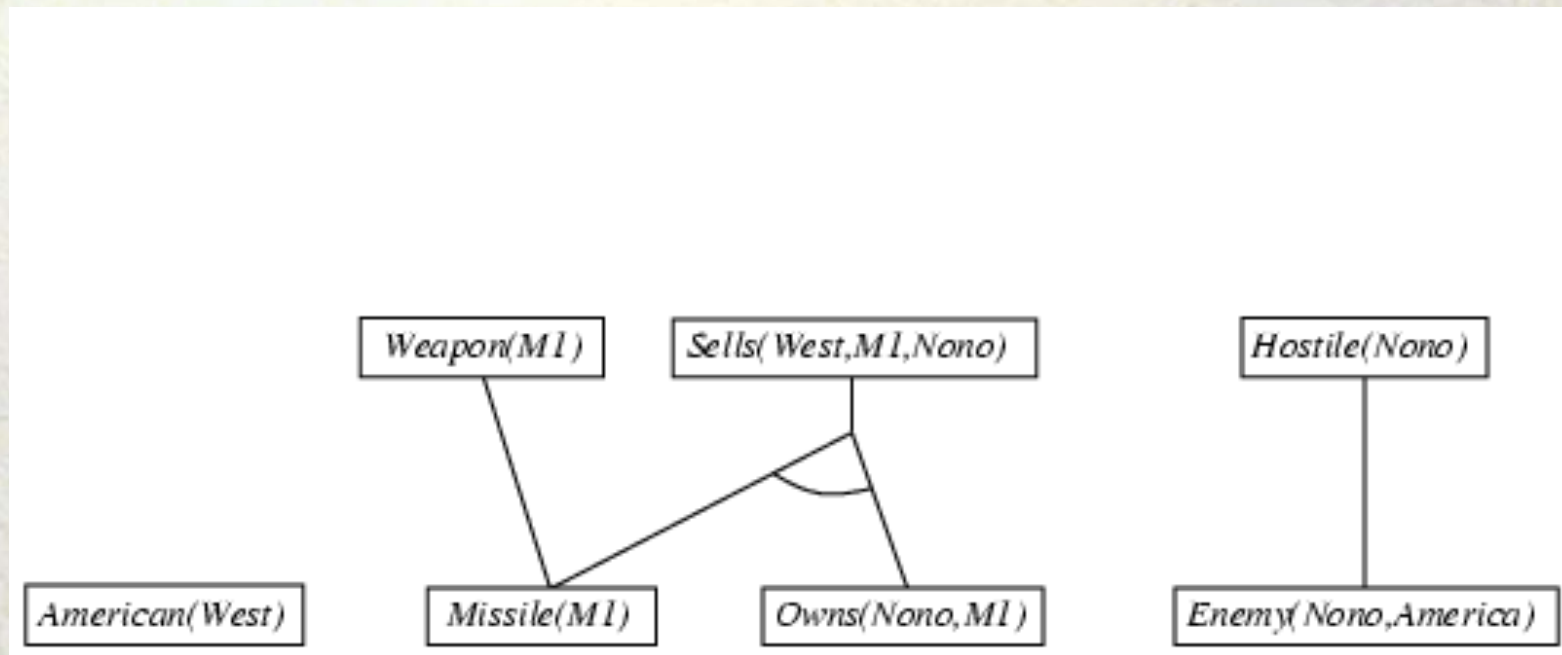 Weapon(M1)
Sells(West,M1,Nono)
Hostile(Nono)
American(West)
Missile(M1)
Owns(Nono,M1)
Enemy(Nono,America)